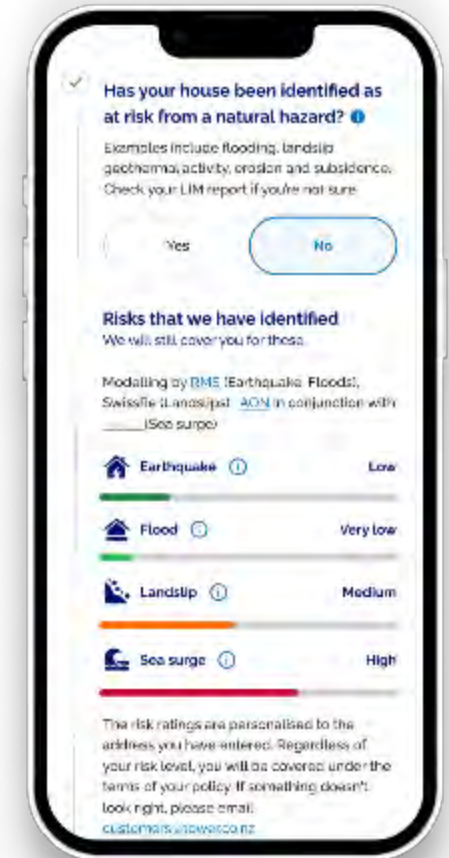 Has your house been identified as
at risk from a natural hazard?
Examples include flooding, landslip
geothermal activity, erosion and subsidence.
Check your LIM report if you're not sure
Yes
No
Risks that we have identified
We will still cover you for these.
Modelling by RMS (Earthquake, Floods),
SwissRe (Landslips), AON in conjunction with
_____(Sea surge)
Earthquake
Low
Flood
Very low
Landslip
Medium
Sea surge
High
The risk ratings are personalised to the
address you have entered. Regardless of
your risk level, you will be covered under the
terms of your policy. If something doesn't
look right, please email